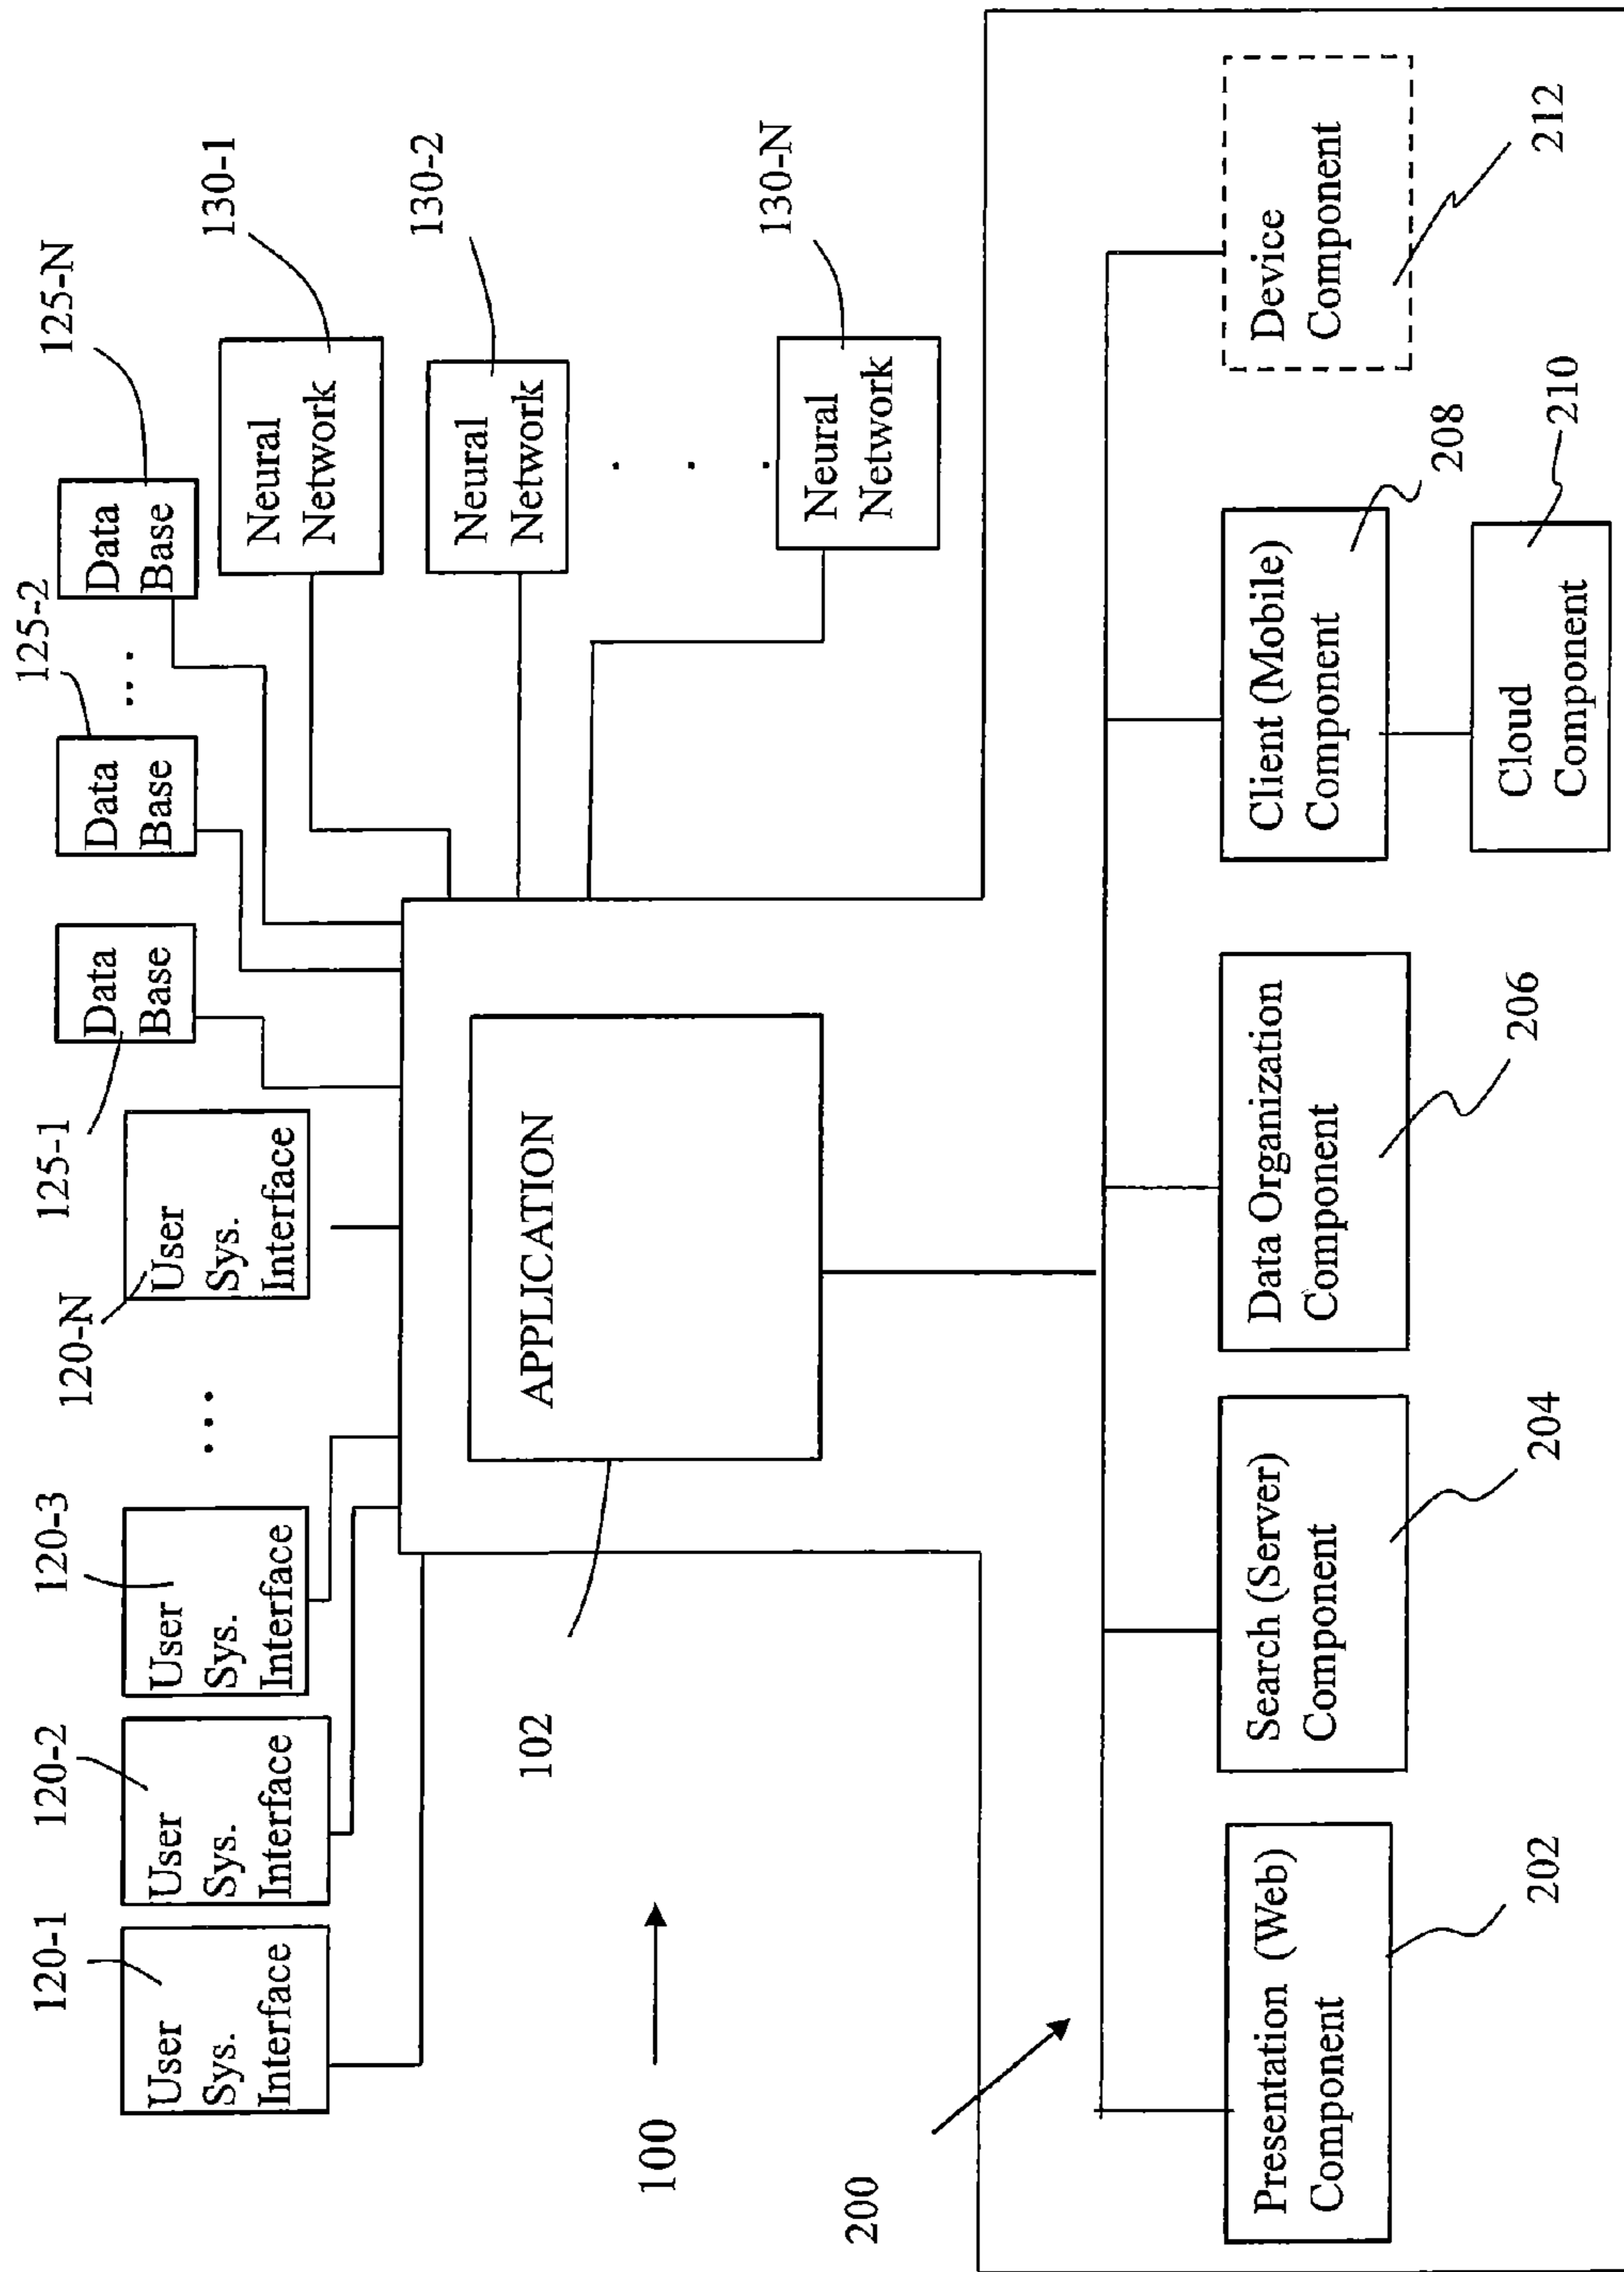 120-1
User
Sys.
Interface
120-2
User
Sys.
Interface
120-3
User
Sys.
Interface
...
120-N
User
Sys.
Interface
125-1
Data
Base
125-2
Data
Base
...
125-N
Data
Base
130-1
Neural
Network
130-2
Neural
Network
. . .
130-N
Neural
Network
100
102
APPLICATION
200
Presentation (Web)
Component
202
Search (Server)
Component
204
Data Organization
Component
206
Client (Mobile)
Component
208
Cloud
Component
210
Device
Component
212